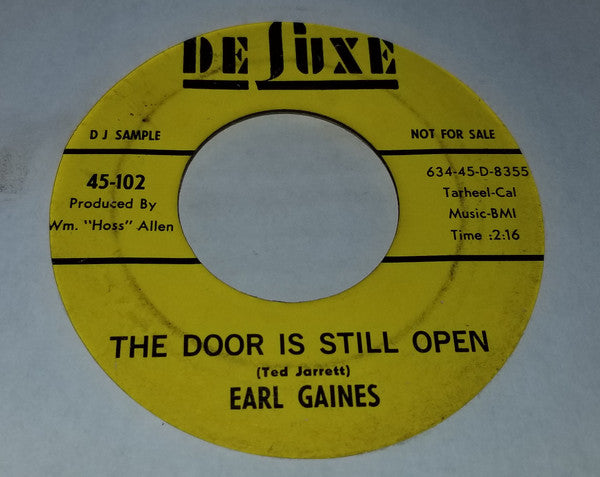 DE LUXE
DJ SAMPLE
NOT FOR SALE
45-102
Produced By
Wm. "Hoss" Allen
634-45-D-8355
Tarheel-Cal
Music-BMI
Time :2:16
THE DOOR IS STILL OPEN
(Ted Jarrett)
EARL GAINES